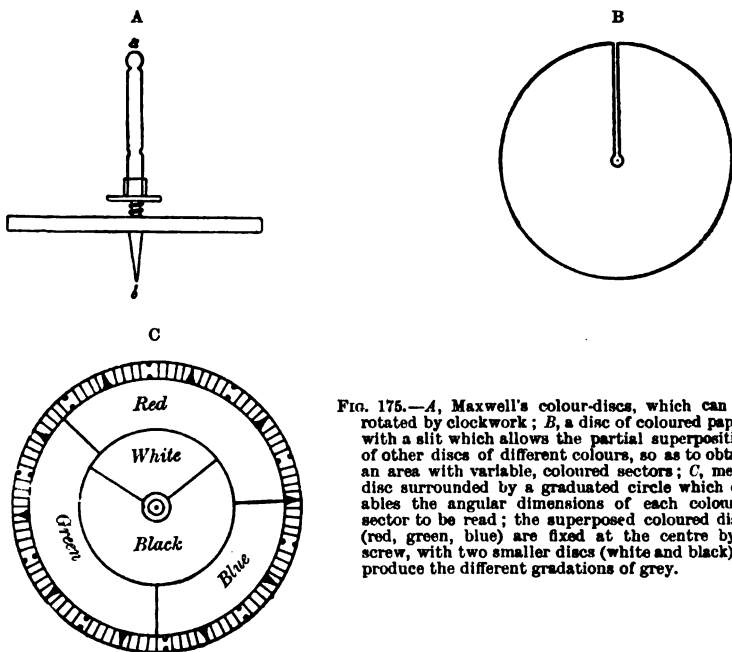 A
B
a
b
C
Red
White
Green
Black
Blue
FIG. 175.—A, Maxwell's colour-discs, which can
rotated by clockwork; B, a disc of coloured pap
with a slit which allows the partial superpositi
of other discs of different colours, so as to obta
an area with variable, coloured sectors; C, me
disc surrounded by a graduated circle which e
ables the angular dimensions of each colour
sector to be read; the superposed coloured dis
(red, green, blue) are fixed at the centre by
screw, with two smaller discs (white and black)
produce the different gradations of grey.